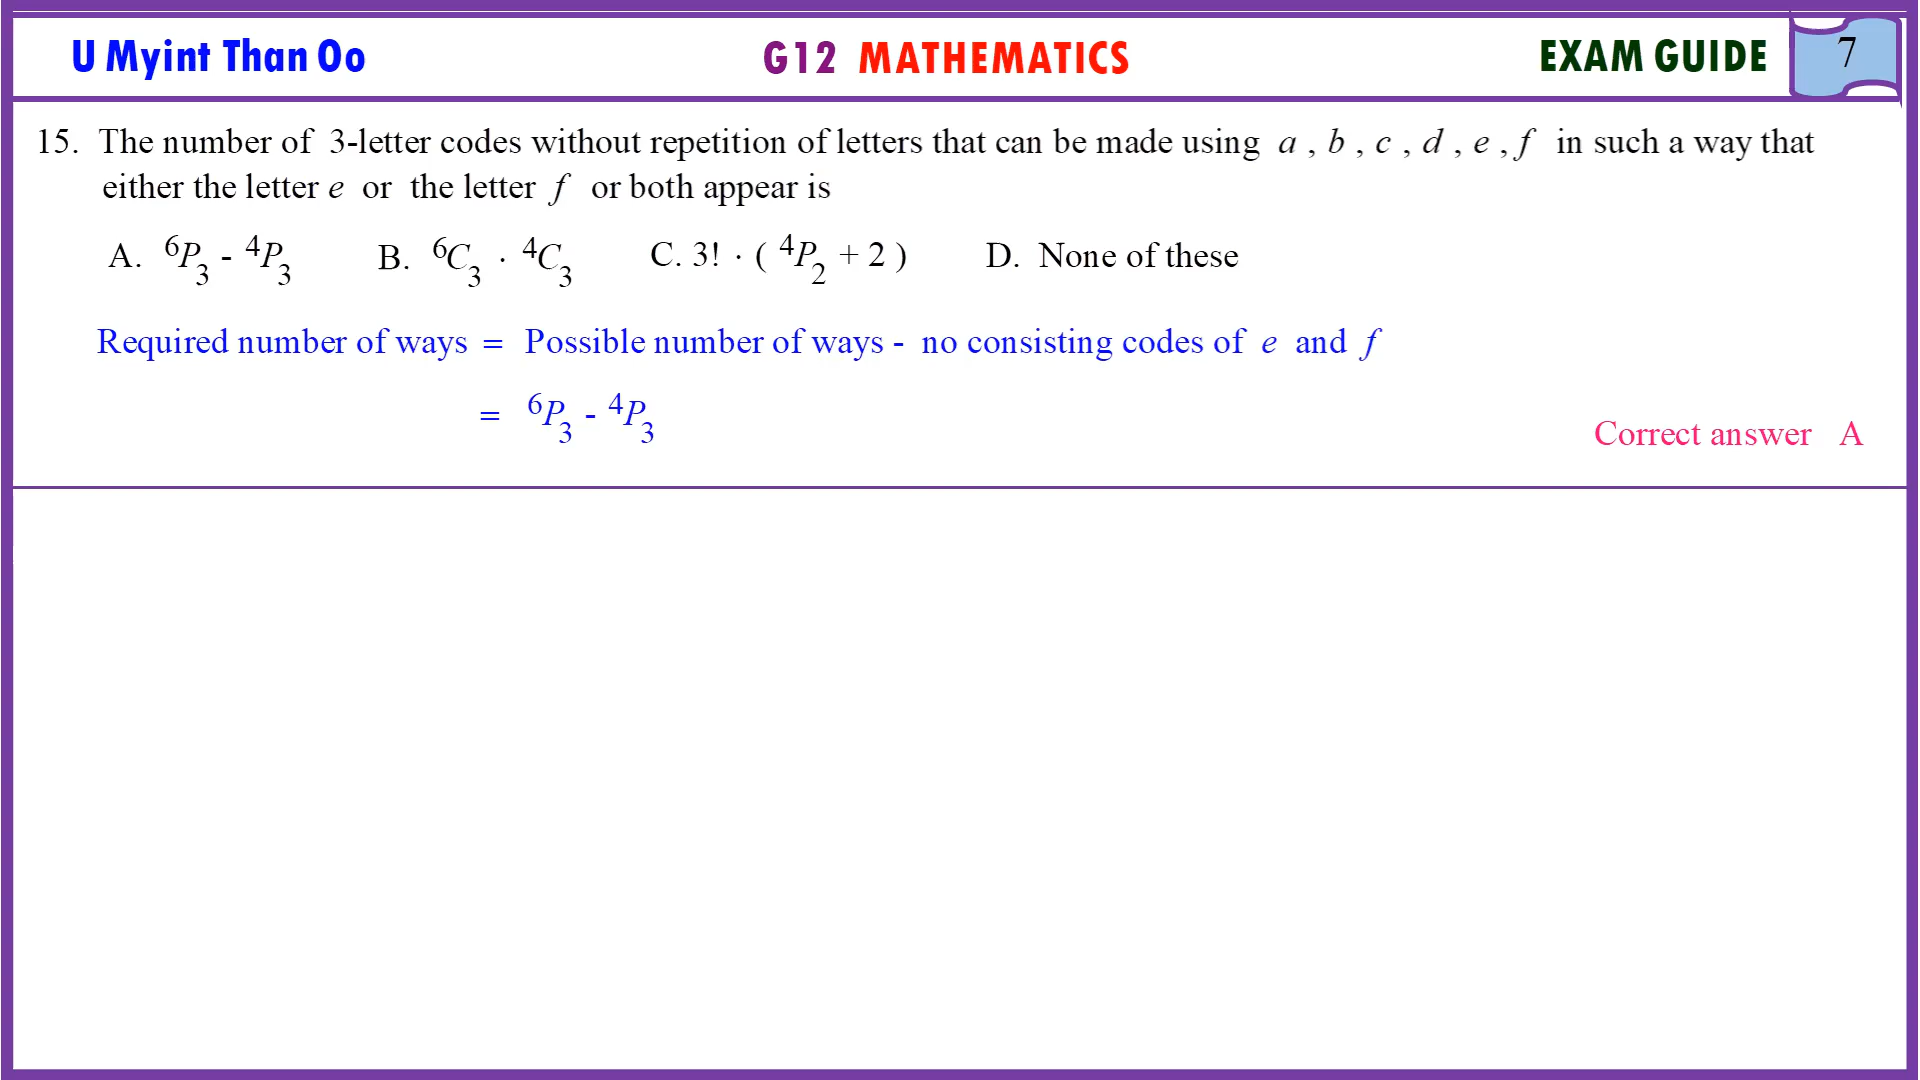 U Myint Than Oo G12 MATHEMATICS EXAM GUIDE 7
15. The number of 3-letter codes without repetition of letters that can be made using a , b , c , d , e , f in such a way that
either the letter e or the letter f or both appear is
A. ⁶P₃ - ⁴P₃ B. ⁶C₃ · ⁴C₃ C. 3! · ( ⁴P₂ + 2 ) D. None of these
Required number of ways = Possible number of ways - no consisting codes of e and f
= ⁶P₃ - ⁴P₃
Correct answer A